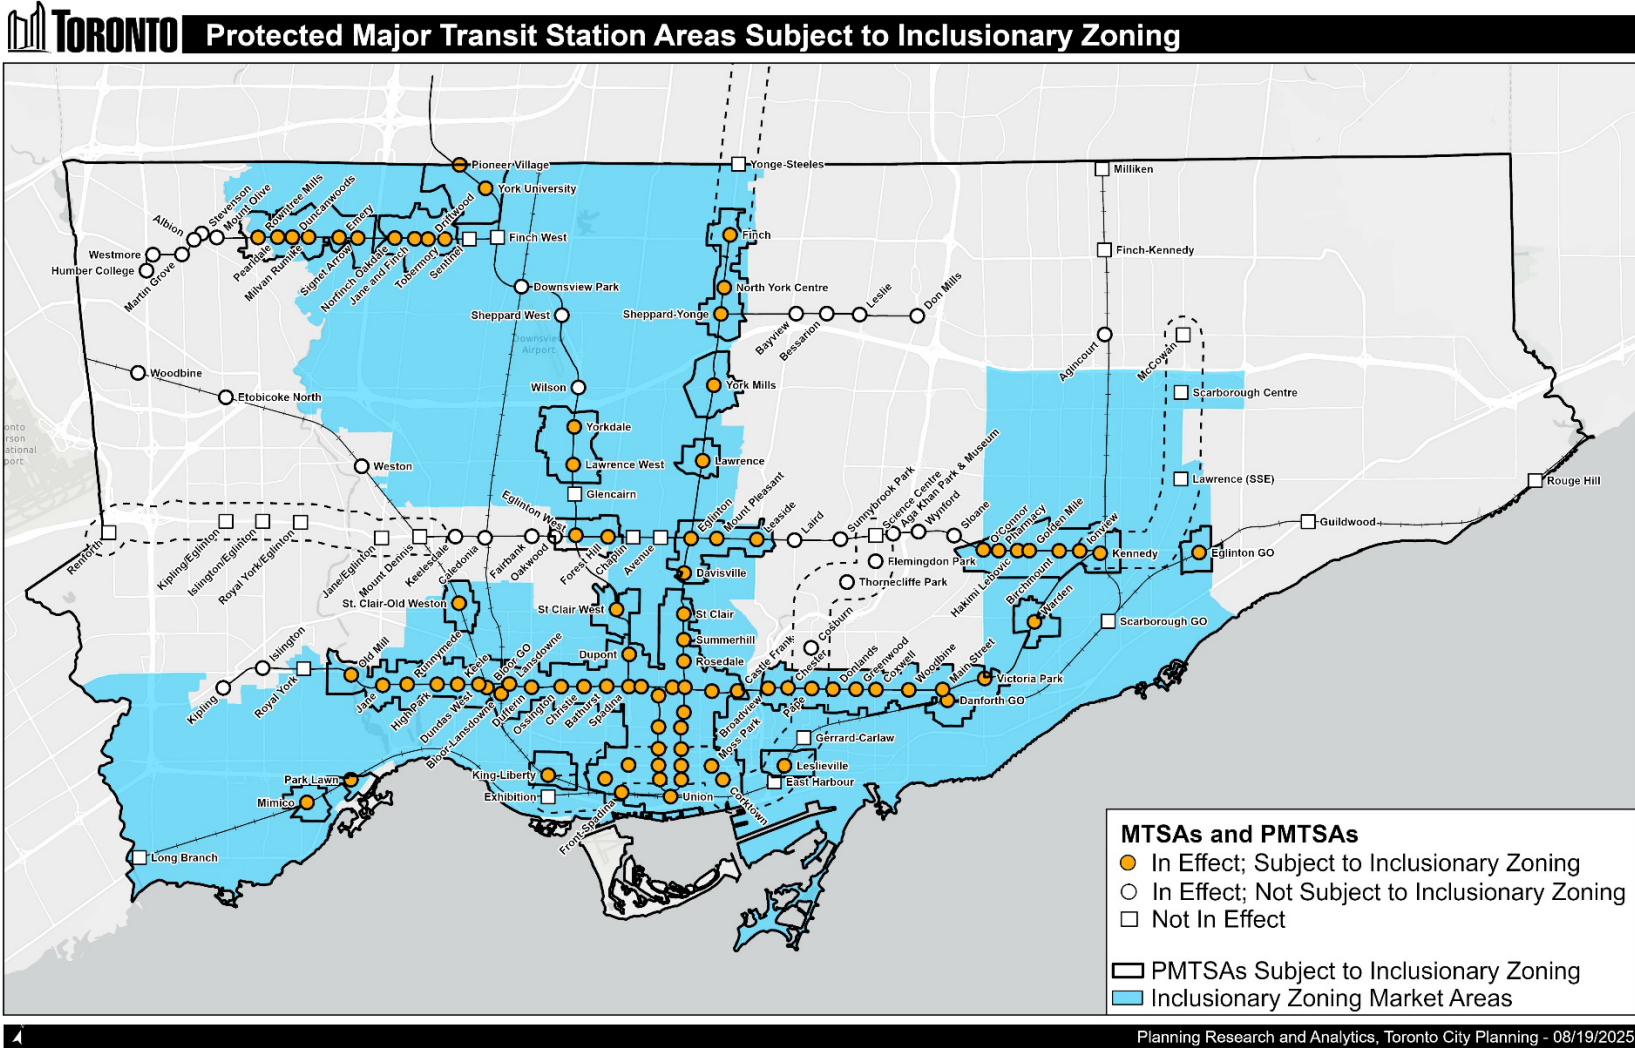 TORONTO
Protected Major Transit Station Areas Subject to Inclusionary Zoning
Pioneer Village
York University
Yonge-Steeles
Milliken
Albion
Stevenson
Mount Olive
Rowntree Mills
Duncanwoods
Emery
Driftwood
Westmore
Humber College
Martin Grove
Pearldale
Milvan Rumike
Signet Arrow
Norfinch Oakdale
Jane and Finch
Tobermory
Sentinel
Finch West
Finch
Finch-Kennedy
Downsview Park
North York Centre
Sheppard West
Sheppard-Yonge
Bayview
Bessarion
Leslie
Don Mills
Downsview
Airport
Agincourt
McCowan
Woodbine
Etobicoke North
Wilson
York Mills
Scarborough Centre
onto
rson
ational
port
Yorkdale
Weston
Lawrence West
Lawrence
Lawrence (SSE)
Rouge Hill
Glencairn
Guildwood
Renforth
Kipling/Eglinton
Islington/Eglinton
Royal York/Eglinton
Jane/Eglinton
Mount Dennis
Keelesdale
Caledonia
Fairbank
Oakwood
Eglinton West
Forest Hill
Chaplin
Avenue
Eglinton
Mount Pleasant
Leaside
Laird
Sunnybrook Park
Science Centre
Aga Khan Park & Museum
Wynford
Sloane
O'Connor
Pharmacy
Hakimi Lebovic
Golden Mile
Birchmount
Ionview
Kennedy
Eglinton GO
Flemingdon Park
Thorncliffe Park
Cosburn
Davisville
St. Clair-Old Weston
St Clair West
St Clair
Warden
Scarborough GO
Summerhill
Dupont
Rosedale
Kipling
Islington
Royal York
Old Mill
Jane
Runnymede
High Park
Keele
Dundas West
Bloor GO
Bloor-Lansdowne
Lansdowne
Dufferin
Ossington
Christie
Bathurst
Spadina
Castle Frank
Broadview
Chester
Pape
Donlands
Greenwood
Coxwell
Woodbine
Main Street
Victoria Park
Danforth GO
Moss Park
Gerrard-Carlaw
Park Lawn
King-Liberty
Leslieville
East Harbour
Mimico
Exhibition
Front-Spadina
Union
Corktown
Long Branch
MTSAs and PMTSAs
In Effect; Subject to Inclusionary Zoning
In Effect; Not Subject to Inclusionary Zoning
Not In Effect
PMTSAs Subject to Inclusionary Zoning
Inclusionary Zoning Market Areas
Planning Research and Analytics, Toronto City Planning - 08/19/2025